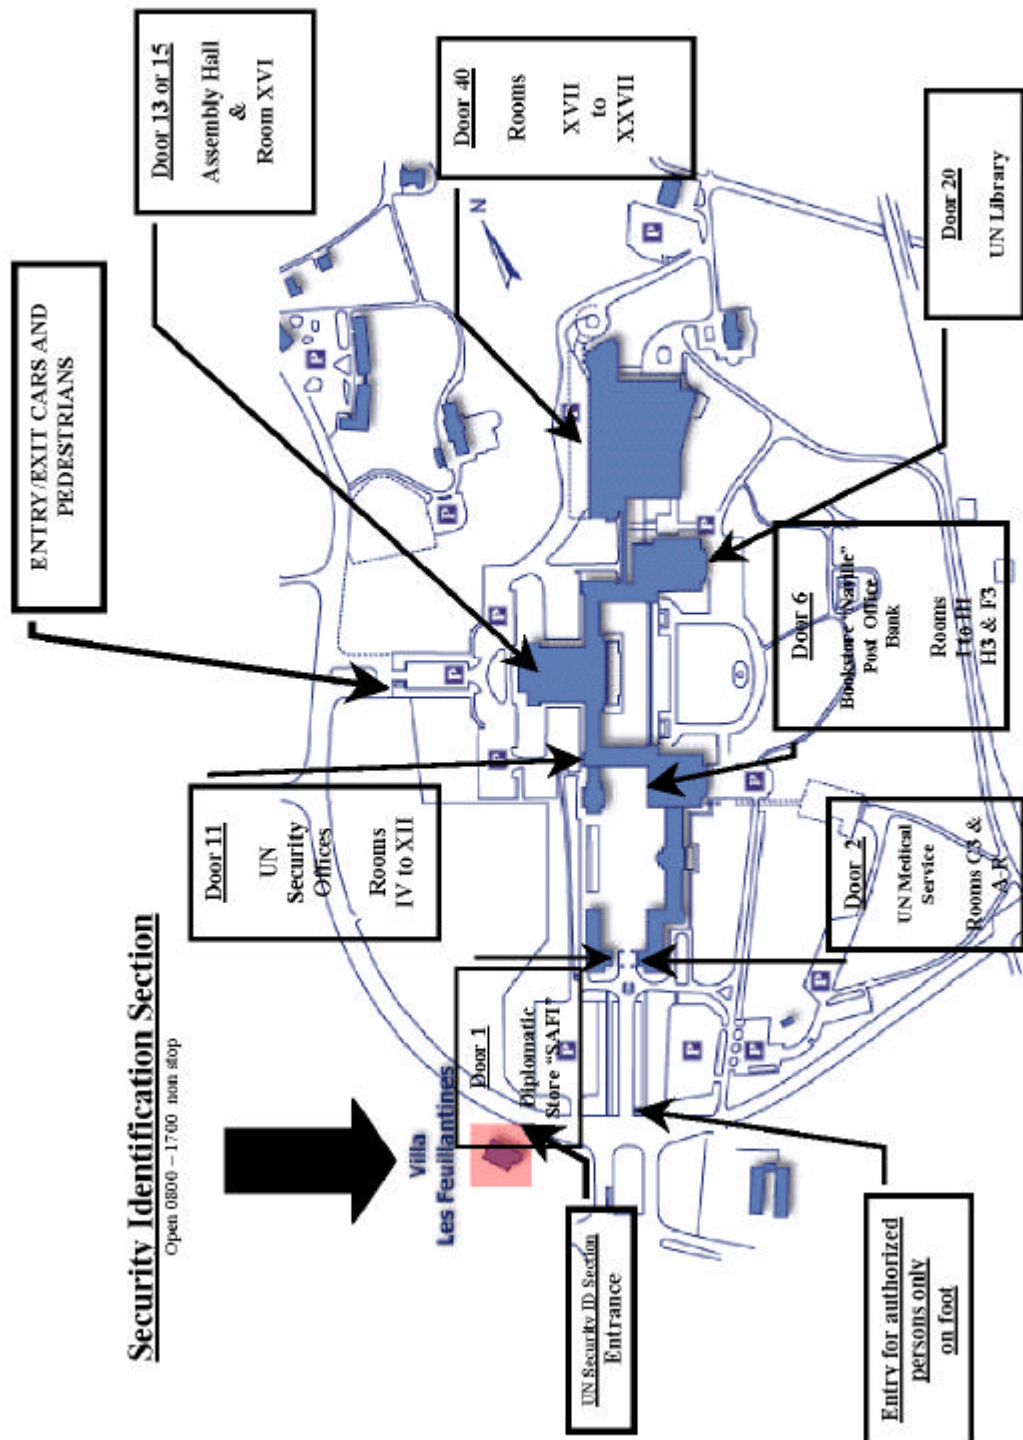 Security Identification Section
Open 0800 – 1700 non stop
Villa
Les Feuillantines
UN Security ID Section
Entrance
Entry for authorized
persons only
on foot
Door 1
Diplomatic
Store “SAFI”
Door 11
UN
Security
Offices
Rooms
IV to XII
ENTRY/EXIT CARS AND
PEDESTRIANS
Door 13 or 15
Assembly Hall
&
Room XVI
Door 40
Rooms
XVII
to
XXVII
N
Door 20
UN Library
Door 6
Bookstore “Naville”
Post Office
Bank
Rooms
I to III
H3 & F3
Door 2
UN Medical
Service
Rooms C3 &
A-R
P
P
P
P
P
P
P
P
P
P
P
P